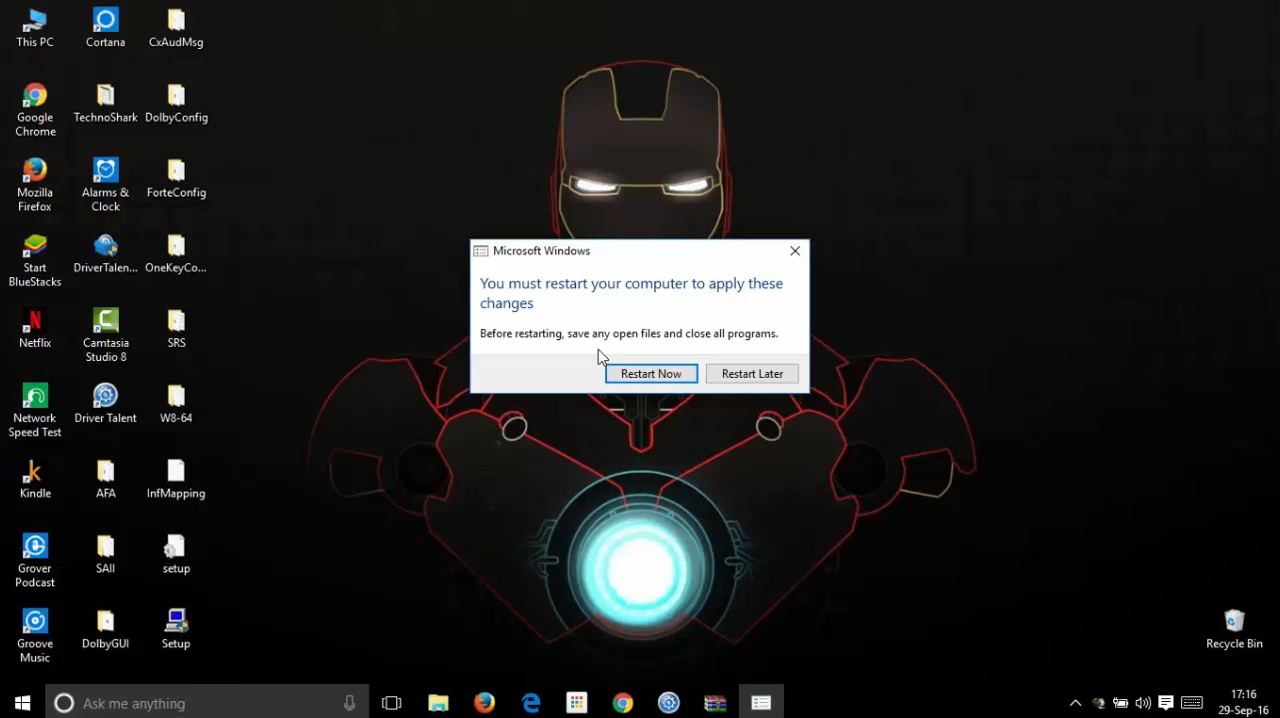 This PC
Cortana
CxAudMsg
Google
Chrome
TechnoShark
DolbyConfig
Mozilla
Firefox
Alarms &
Clock
ForteConfig
Start
BlueStacks
DriverTalen...
OneKeyCo...
Netflix
Camtasia
Studio 8
SRS
Network
Speed Test
Driver Talent
W8-64
Kindle
AFA
InfMapping
Grover
Podcast
SAII
setup
Groove
Music
DolbyGUI
Setup
Microsoft Windows
You must restart your computer to apply these
changes
Before restarting, save any open files and close all programs.
Restart Now
Restart Later
Recycle Bin
Ask me anything
17:16
29-Sep-16